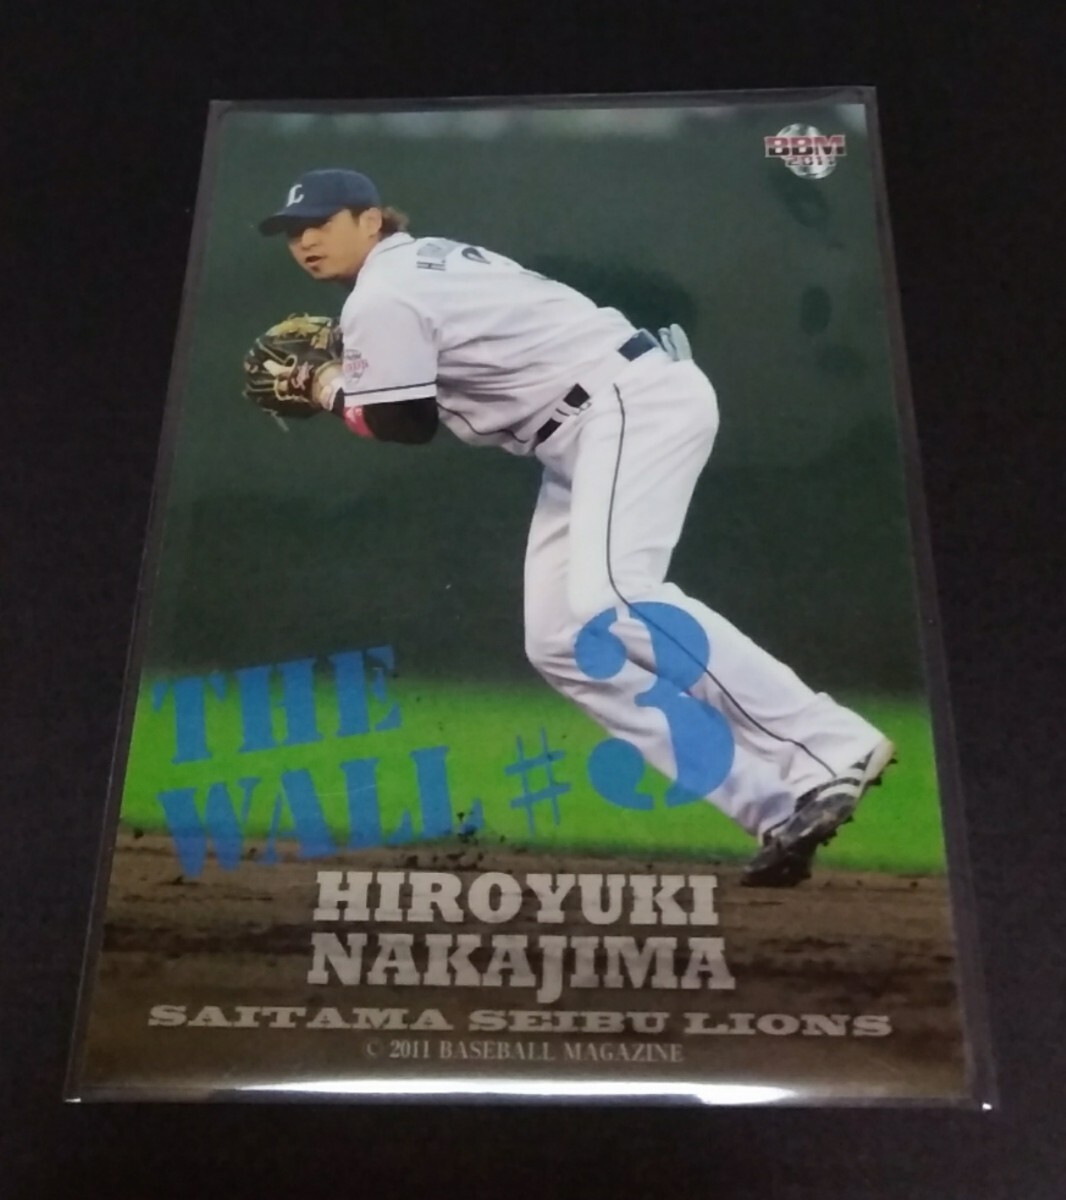 BBM
2011
L
THE
WALL #3
HIROYUKI
NAKAJIMA
SAITAMA SEIBU LIONS
© 2011 BASEBALL MAGAZINE